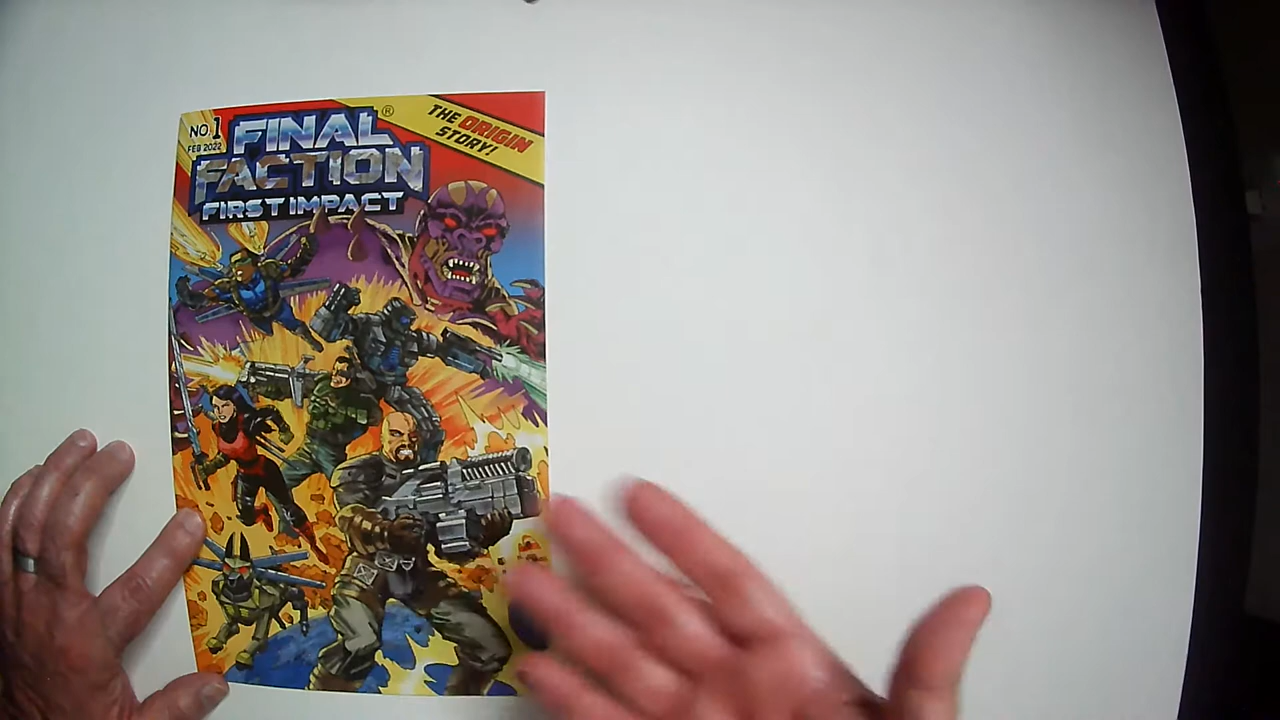 NO.1
FEB 2022
FINAL®
FACTION
FIRST IMPACT
THE ORIGIN
STORY!